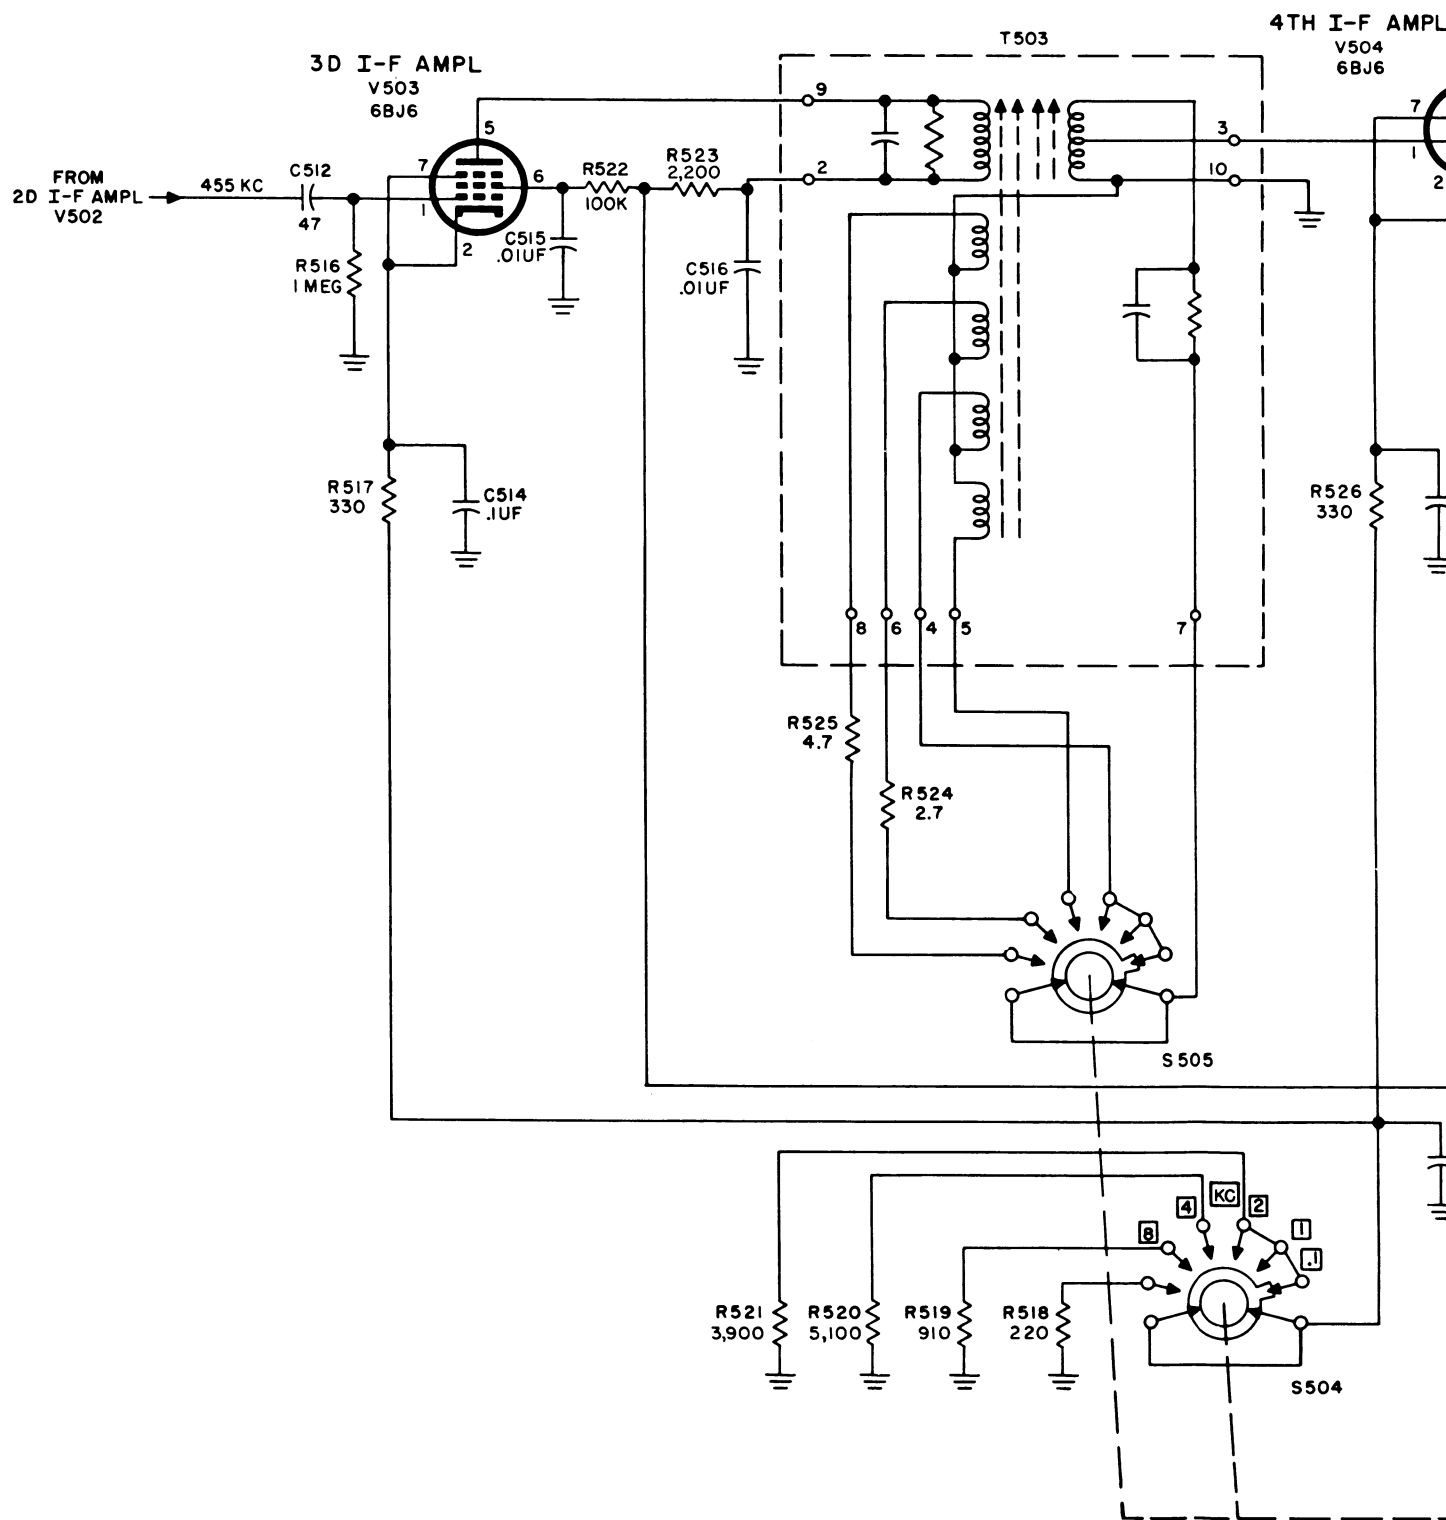 4TH I-F AMPL
V504
6BJ6
T503
3D I-F AMPL
V503
6BJ6
FROM
2D I-F AMPL
V502
455 KC
C512
47
R516
1 MEG
7
1
5
6
2
R522
100K
R523
2,200
C515
.01UF
C516
.01UF
9
2
3
10
7
1
2
R517
330
C514
.1UF
R526
330
8
6
4
5
7
R525
4.7
R524
2.7
S505
KC
8
4
2
1
.1
R521
3,900
R520
5,100
R519
910
R518
220
S504